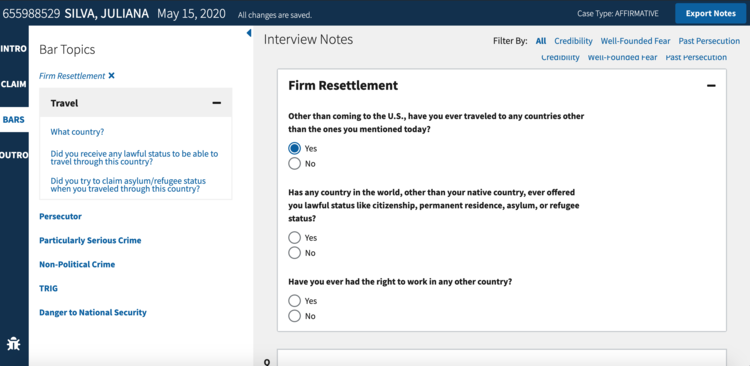 655988529 SILVA, JULIANA May 15, 2020 All changes are saved. Case Type: AFFIRMATIVE Export Notes
INTRO
CLAIM
BARS
OUTRO
Bar Topics
Firm Resettlement ✕
Travel
What country?
Did you receive any lawful status to be able to
travel through this country?
Did you try to claim asylum/refugee status
when you traveled through this country?
Persecutor
Particularly Serious Crime
Non-Political Crime
TRIG
Danger to National Security
Interview Notes
Filter By: All Credibility Well-Founded Fear Past Persecution
Credibility Well-Founded Fear Past Persecution
Firm Resettlement
Other than coming to the U.S., have you ever traveled to any countries other
than the ones you mentioned today?
Yes
No
Has any country in the world, other than your native country, ever offered
you lawful status like citizenship, permanent residence, asylum, or refugee
status?
Yes
No
Have you ever had the right to work in any other country?
Yes
No
Q